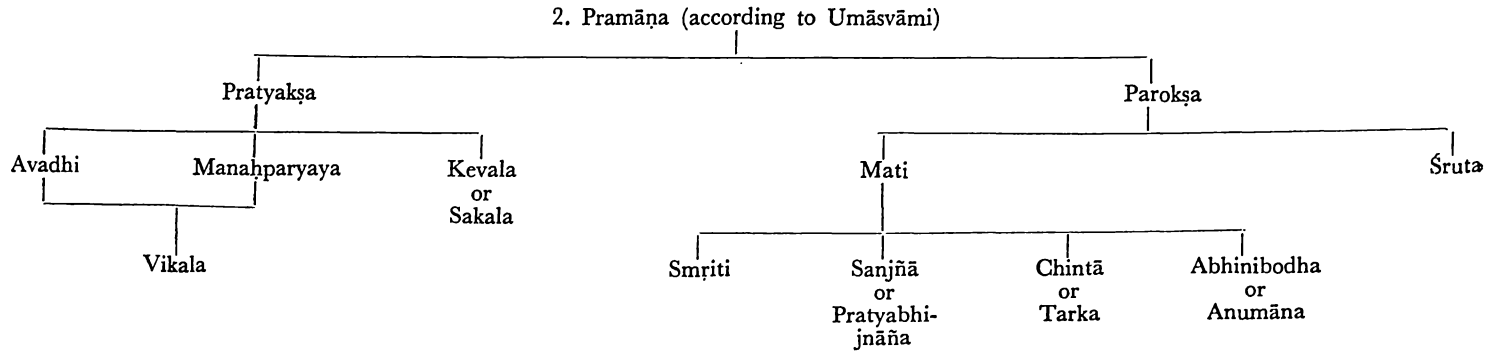 2. Pramāṇa (according to Umāsvāmi)
Pratyakṣa
Parokṣa
Avadhi
Manaḥparyaya
Kevala
or
Sakala
Mati
Śruta
Vikala
Smṛiti
Sanjñā
or
Pratyabhi-
jnāña
Chintā
or
Tarka
Abhinibodha
or
Anumāna